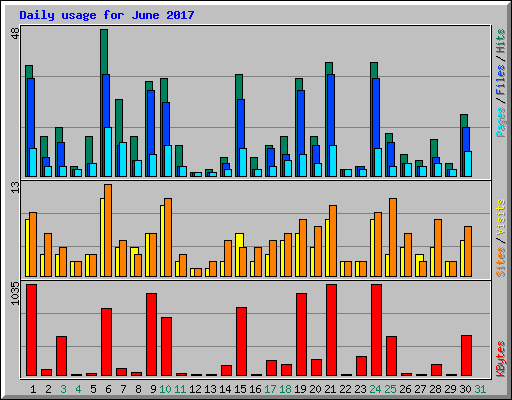 Daily usage for June 2017
48
Pages / Files / Hits
13
Sites / Visits
1035
KBytes
1 2 3 4 5 6 7 8 9 10 11 12 13 14 15 16 17 18 19 20 21 22 23 24 25 26 27 28 29 30 31